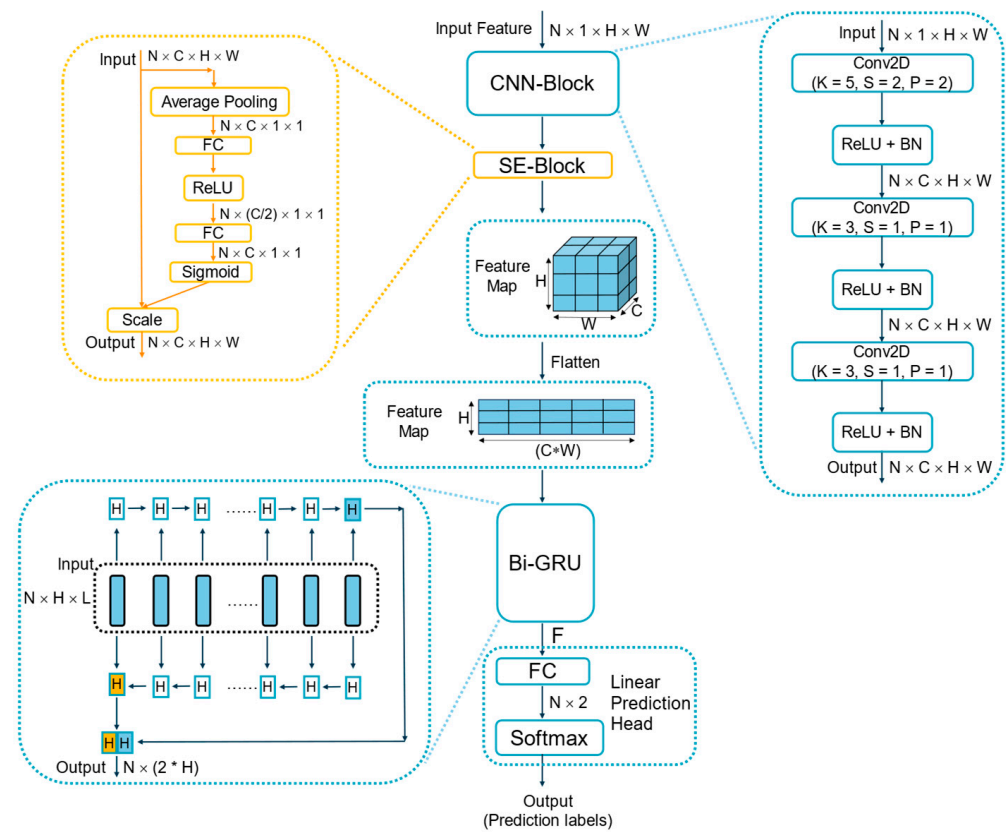 Input Feature
N × 1 × H × W
CNN-Block
SE-Block
Feature
Map
H
W
C
Flatten
Feature
Map
H
(C*W)
Bi-GRU
F
FC
N × 2
Softmax
Linear
Prediction
Head
Output
(Prediction labels)
Input
N × C × H × W
Average Pooling
N × C × 1 × 1
FC
ReLU
N × (C/2) × 1 × 1
FC
N × C × 1 × 1
Sigmoid
Scale
Output
N × C × H × W
Input
N × 1 × H × W
Conv2D
(K = 5, S = 2, P = 2)
ReLU + BN
N × C × H × W
Conv2D
(K = 3, S = 1, P = 1)
ReLU + BN
N × C × H × W
Conv2D
(K = 3, S = 1, P = 1)
ReLU + BN
Output
N × C × H × W
H H H ...... H H H
Input
N × H × L
......
H H H ...... H H H
H H
Output
N × (2 * H)